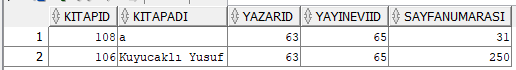 KITAPID KITAPADI YAZARID YAYINEVIID SAYFANUMARASI
1 108 a 63 65 31
2 106 Kuyucaklı Yusuf 63 65 250